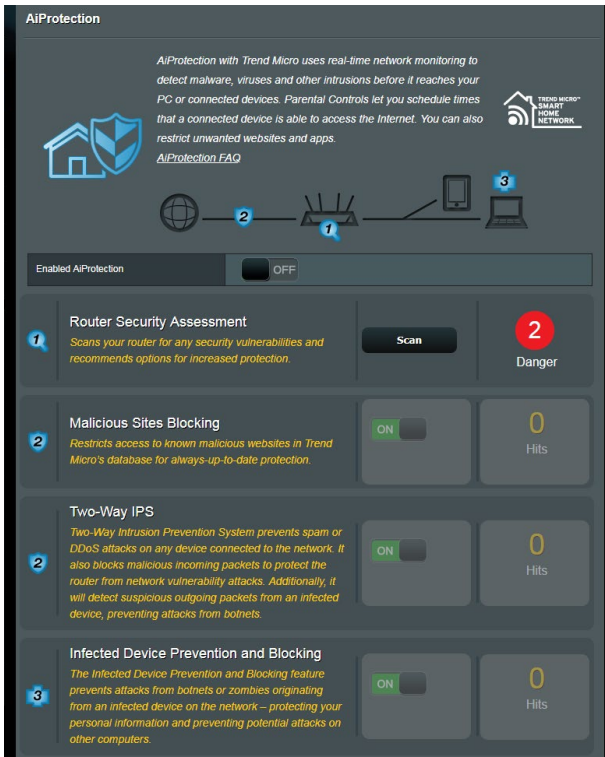 AiProtection
AiProtection with Trend Micro uses real-time network monitoring to
detect malware, viruses and other intrusions before it reaches your
PC or connected devices. Parental Controls let you schedule times
that a connected device is able to access the Internet. You can also
restrict unwanted websites and apps.
AiProtection FAQ
TREND MICRO™
SMART
HOME
NETWORK
2
1
3
Enabled AiProtection
OFF
1
Router Security Assessment
Scans your router for any security vulnerabilities and
recommends options for increased protection.
Scan
2
Danger
2
Malicious Sites Blocking
Restricts access to known malicious websites in Trend
Micro's database for always-up-to-date protection.
ON
0
Hits
2
Two-Way IPS
Two-Way Intrusion Prevention System prevents spam or
DDoS attacks on any device connected to the network. It
also blocks malicious incoming packets to protect the
router from network vulnerability attacks. Additionally, it
will detect suspicious outgoing packets from an infected
device, preventing attacks from botnets.
ON
0
Hits
3
Infected Device Prevention and Blocking
The Infected Device Prevention and Blocking feature
prevents attacks from botnets or zombies originating
from an infected device on the network – protecting your
personal information and preventing potential attacks on
other computers.
ON
0
Hits